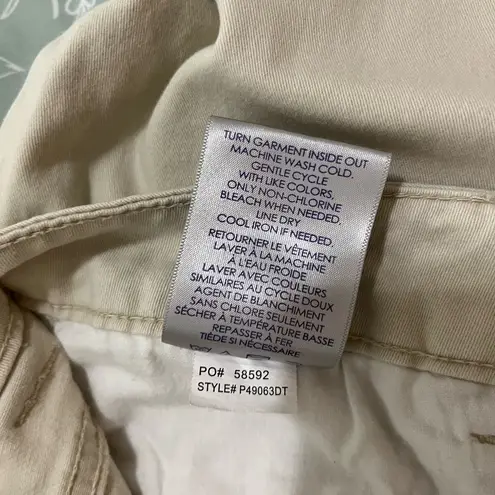 TURN GARMENT INSIDE OUT
MACHINE WASH COLD.
GENTLE CYCLE
WITH LIKE COLORS,
ONLY NON-CHLORINE
BLEACH WHEN NEEDED.
LINE DRY
COOL IRON IF NEEDED.
RETOURNER LE VÊTEMENT
LAVER À LA MACHINE
À L'EAU FROIDE
LAVER AVEC COULEURS
SIMILAIRES AU CYCLE DOUX
AGENT DE BLANCHIMENT
SANS CHLORE SEULEMENT
SÉCHER À TEMPÉRATURE BASSE
REPASSER À FER
TIÈDE SI NÉCESSAIRE
PO# 58592
STYLE# P49063DT